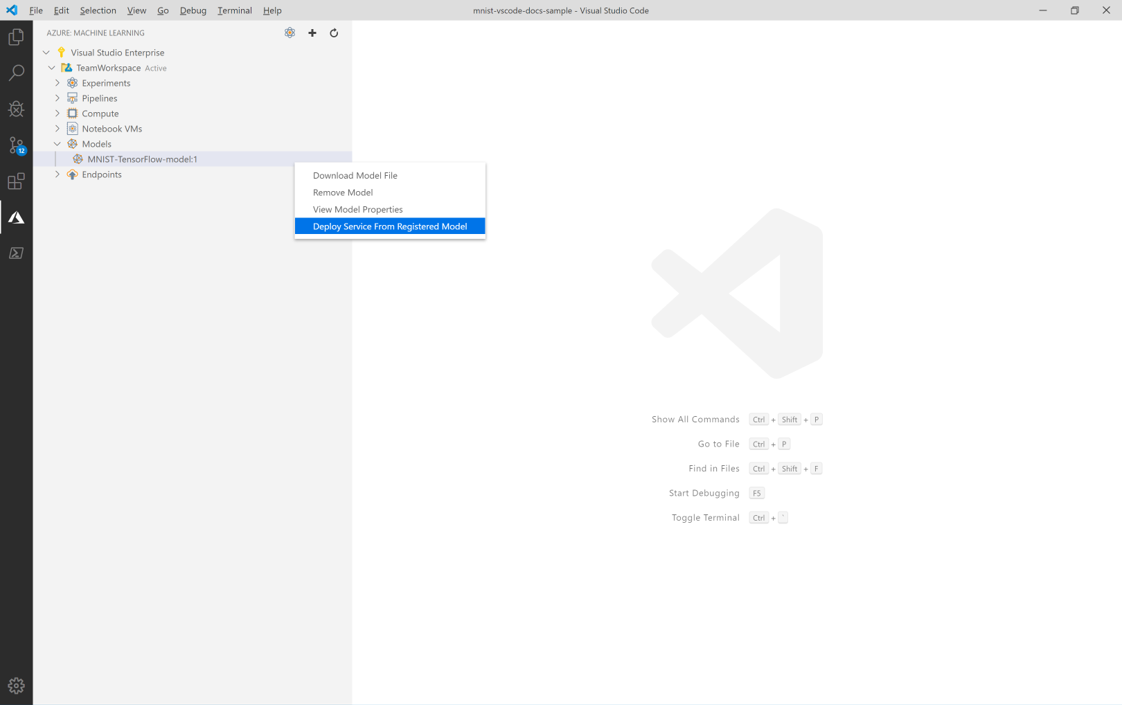 File Edit Selection View Go Debug Terminal Help
mnist-vscode-docs-sample - Visual Studio Code
AZURE: MACHINE LEARNING
Visual Studio Enterprise
TeamWorkspace Active
Experiments
Pipelines
Compute
Notebook VMs
12
Models
MNIST-TensorFlow-model:1
Endpoints
Download Model File
Remove Model
View Model Properties
Deploy Service From Registered Model
Show All Commands Ctrl + Shift + P
Go to File Ctrl + P
Find in Files Ctrl + Shift + F
Start Debugging F5
Toggle Terminal Ctrl + `